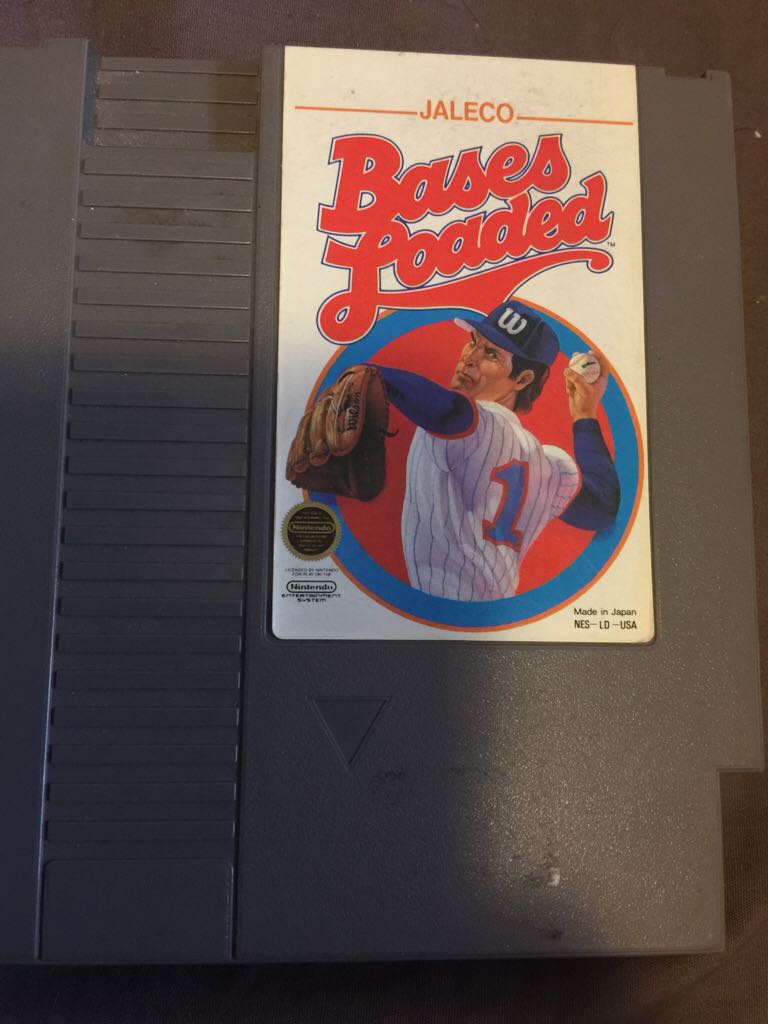 JALECO
Bases
Loaded
TM
W
Wilson
1
Nintendo
LICENSED BY NINTENDO
FOR PLAY ON THE
Nintendo
ENTERTAINMENT
SYSTEM
Made in Japan
NES-LD-USA